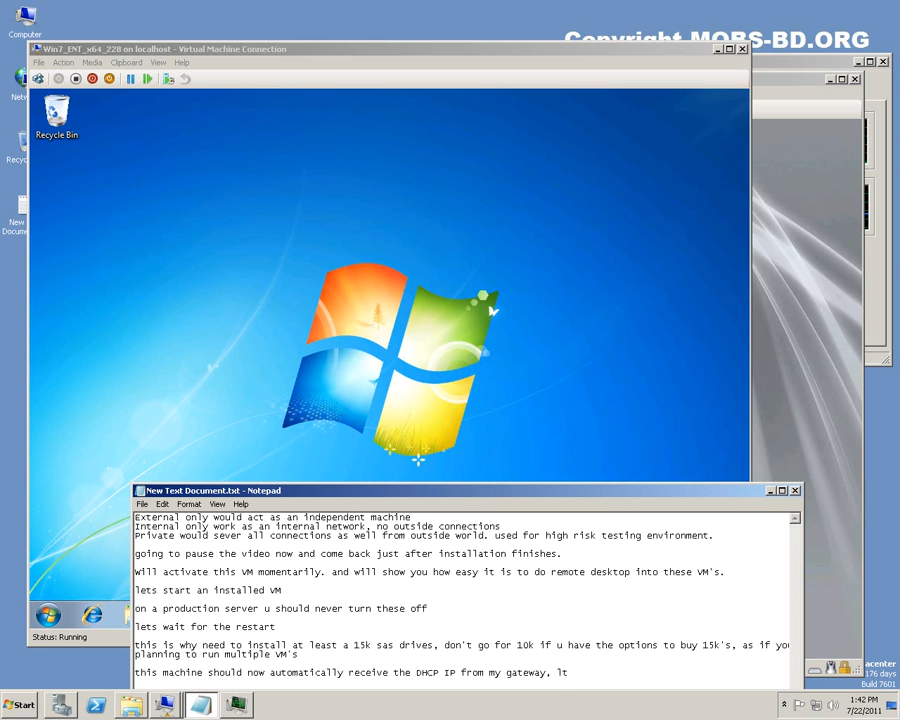 Computer
Copyright MOBS-BD.ORG
Win7_ENT_x64_228 on localhost - Virtual Machine Connection
File Action Media Clipboard View Help
Recycle Bin
Netw
Recyc
New
Docume
New Text Document.txt - Notepad
File Edit Format View Help
External only would act as an independent machine
Internal only work as an internal network, no outside connections
Private would sever all connections as well from outside world. used for high risk testing environment.
going to pause the video now and come back just after installation finishes.
Will activate this VM momentarily. and will show you how easy it is to do remote desktop into these VM's.
lets start an installed VM
on a production server u should never turn these off
lets wait for the restart
this is why need to install at least a 15k sas drives, don't go for 10k if u have the options to buy 15k's, as if you
planning to run multiple VM's
this machine should now automatically receive the DHCP IP from my gateway, lt
Status: Running
acenter
176 days
Build 7601
Start
1:42 PM
7/22/2011